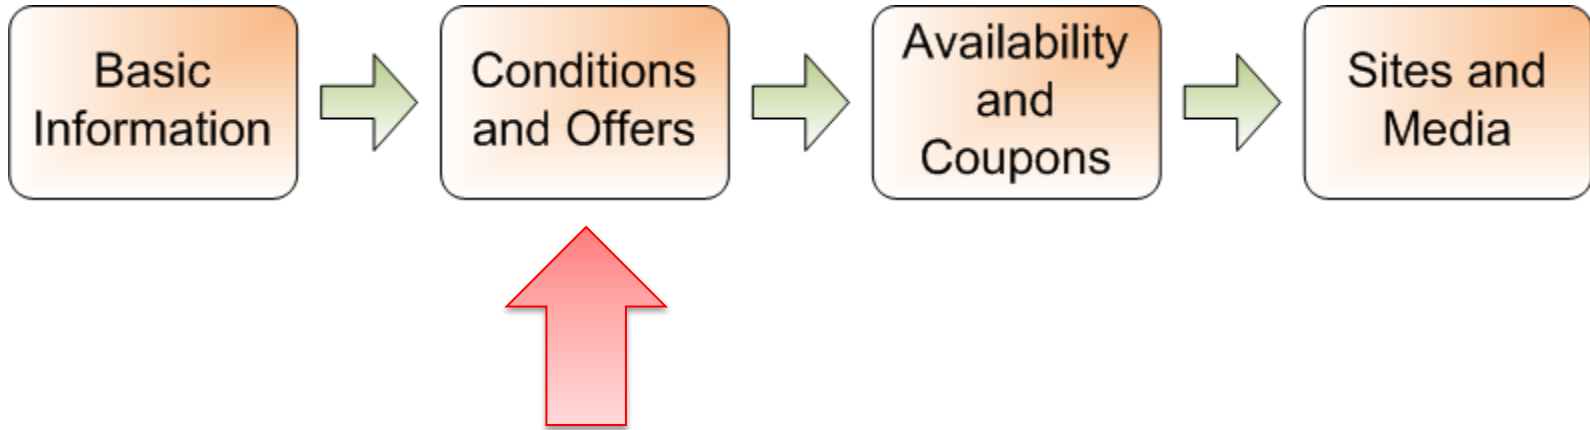 Basic
Information
Conditions
and Offers
Availability
and
Coupons
Sites and
Media